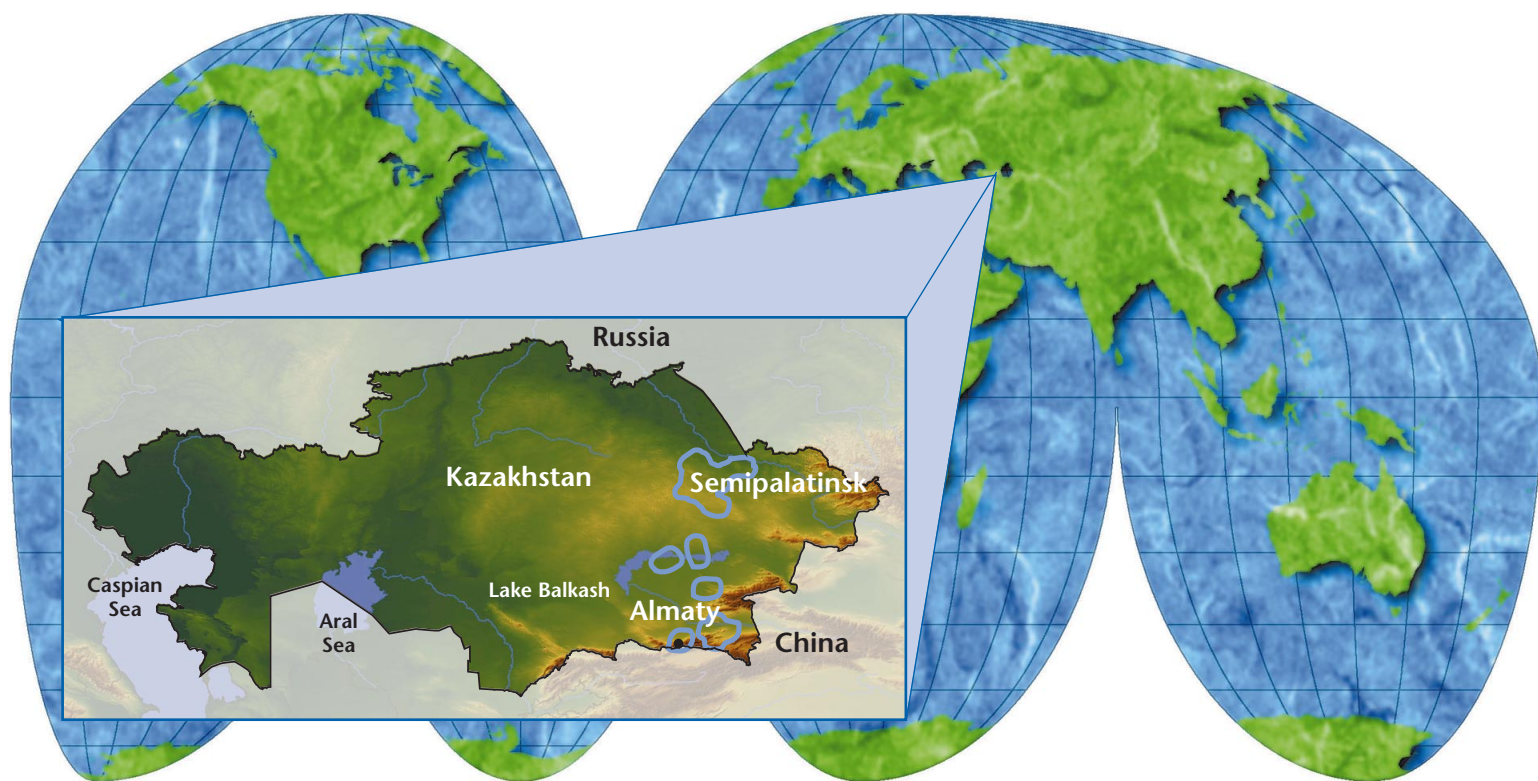 Russia
Kazakhstan
Semipalatinsk
Caspian
Sea
Lake Balkash
Aral
Sea
Almaty
China